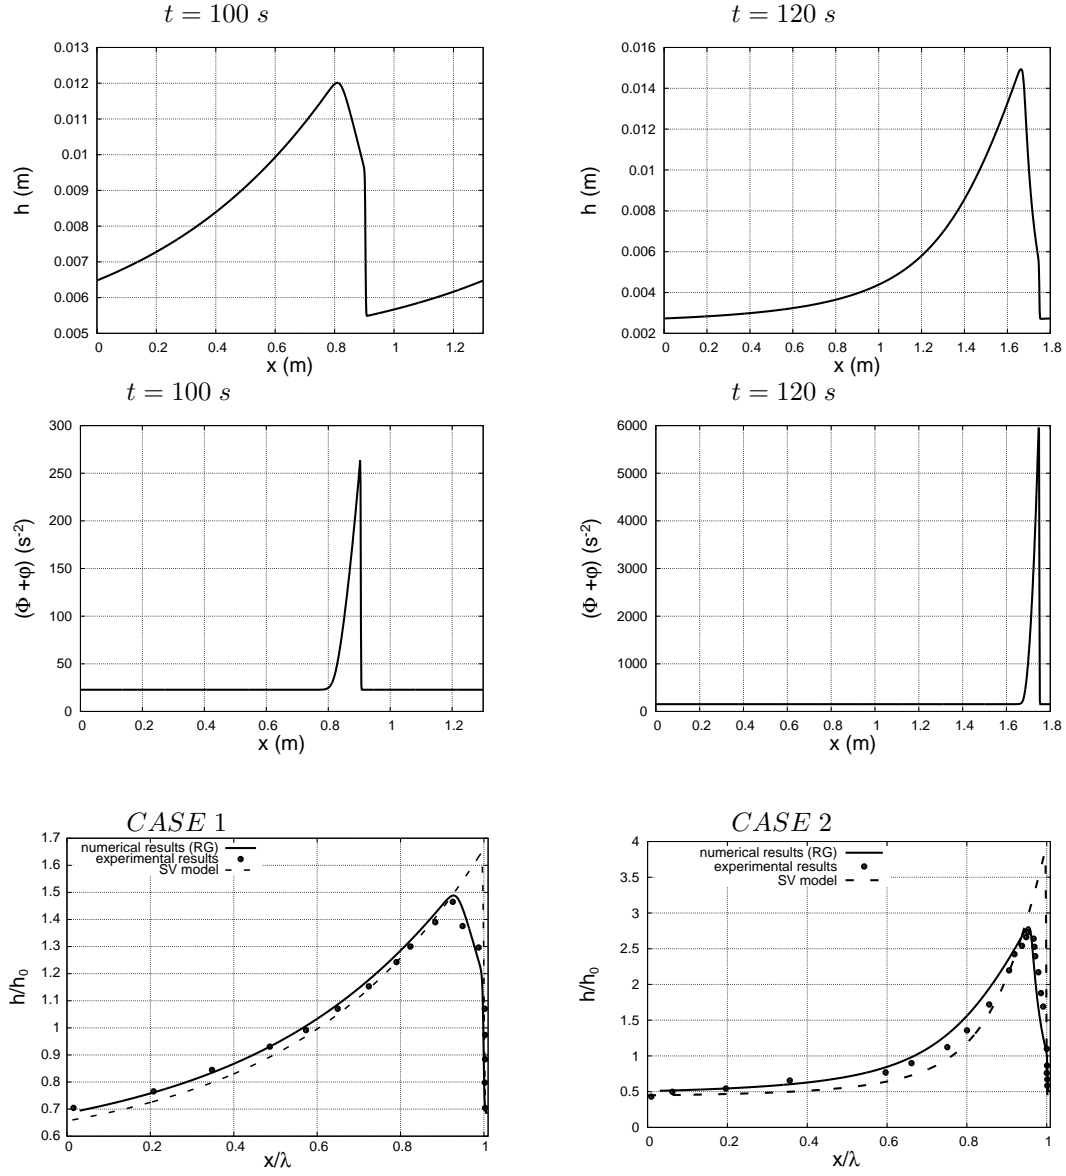 t = 100 s
0.013
0.012
0.011
0.01
0.009
0.008
0.007
0.006
0.005
h (m)
0 0.2 0.4 0.6 0.8 1 1.2
x (m)
t = 120 s
0.016
0.014
0.012
0.01
0.008
0.006
0.004
0.002
h (m)
0 0.2 0.4 0.6 0.8 1 1.2 1.4 1.6 1.8
x (m)
t = 100 s
300
250
200
150
100
50
0
(Φ +φ) (s⁻²)
0 0.2 0.4 0.6 0.8 1 1.2
x (m)
t = 120 s
6000
5000
4000
3000
2000
1000
0
(Φ +φ) (s⁻²)
0 0.2 0.4 0.6 0.8 1 1.2 1.4 1.6 1.8
x (m)
CASE 1
numerical results (RG)
experimental results
SV model
1.7
1.6
1.5
1.4
1.3
1.2
1.1
1
0.9
0.8
0.7
0.6
h/h₀
0 0.2 0.4 0.6 0.8 1
x/λ
CASE 2
numerical results (RG)
experimental results
SV model
4
3.5
3
2.5
2
1.5
1
0.5
0
h/h₀
0 0.2 0.4 0.6 0.8 1
x/λ